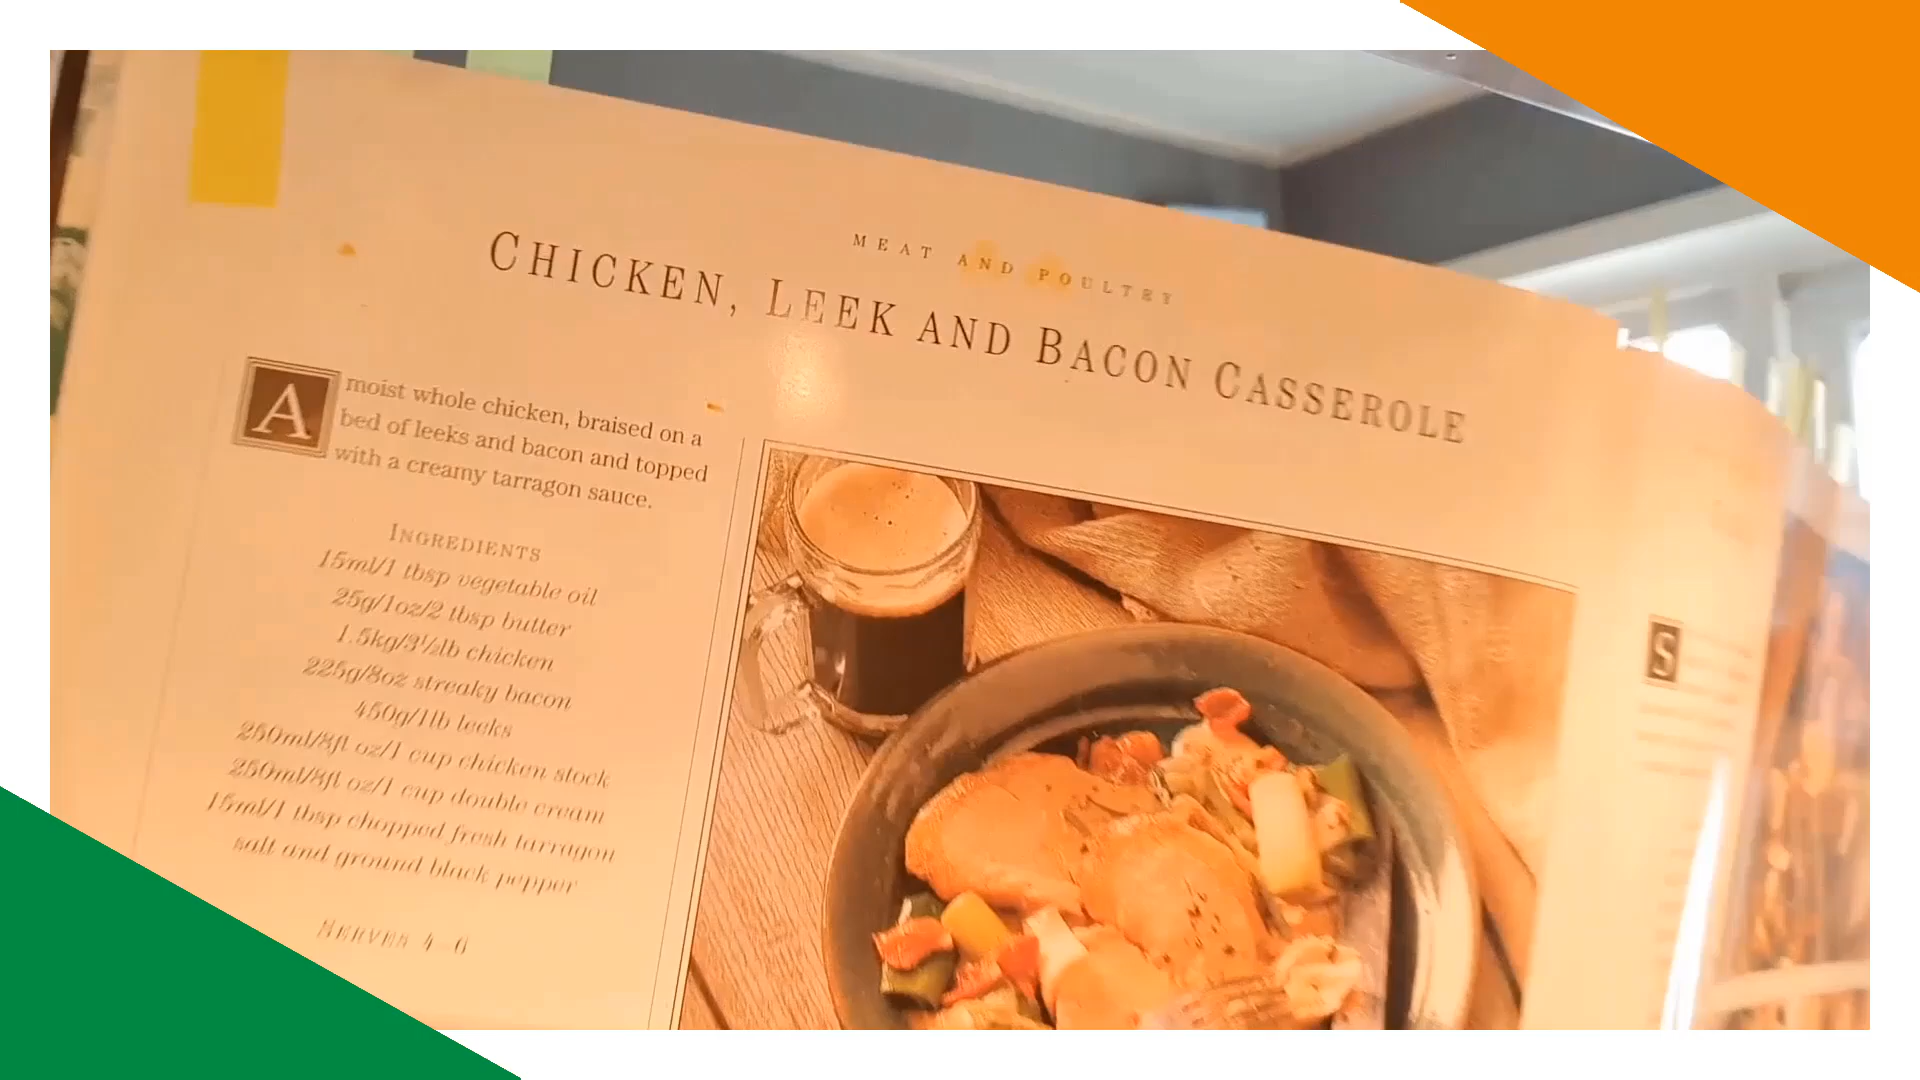 MEAT AND POULTRY
CHICKEN, LEEK AND BACON CASSEROLE
A moist whole chicken, braised on a
bed of leeks and bacon and topped
with a creamy tarragon sauce.
INGREDIENTS
15ml/1 tbsp vegetable oil
25g/1oz/2 tbsp butter
1.5kg/3½lb chicken
225g/8oz streaky bacon
450g/1lb leeks
250ml/8fl oz/1 cup chicken stock
250ml/8fl oz/1 cup double cream
15ml/1 tbsp chopped fresh tarragon
salt and ground black pepper
SERVES 4–6
S